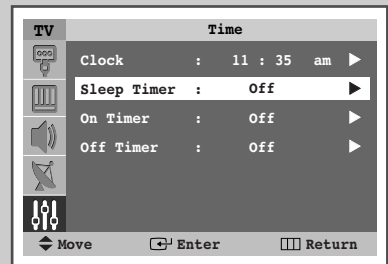 TV Time
Clock : 11 : 35 am
Sleep Timer : Off
On Timer : Off
Off Timer : Off
Move Enter Return